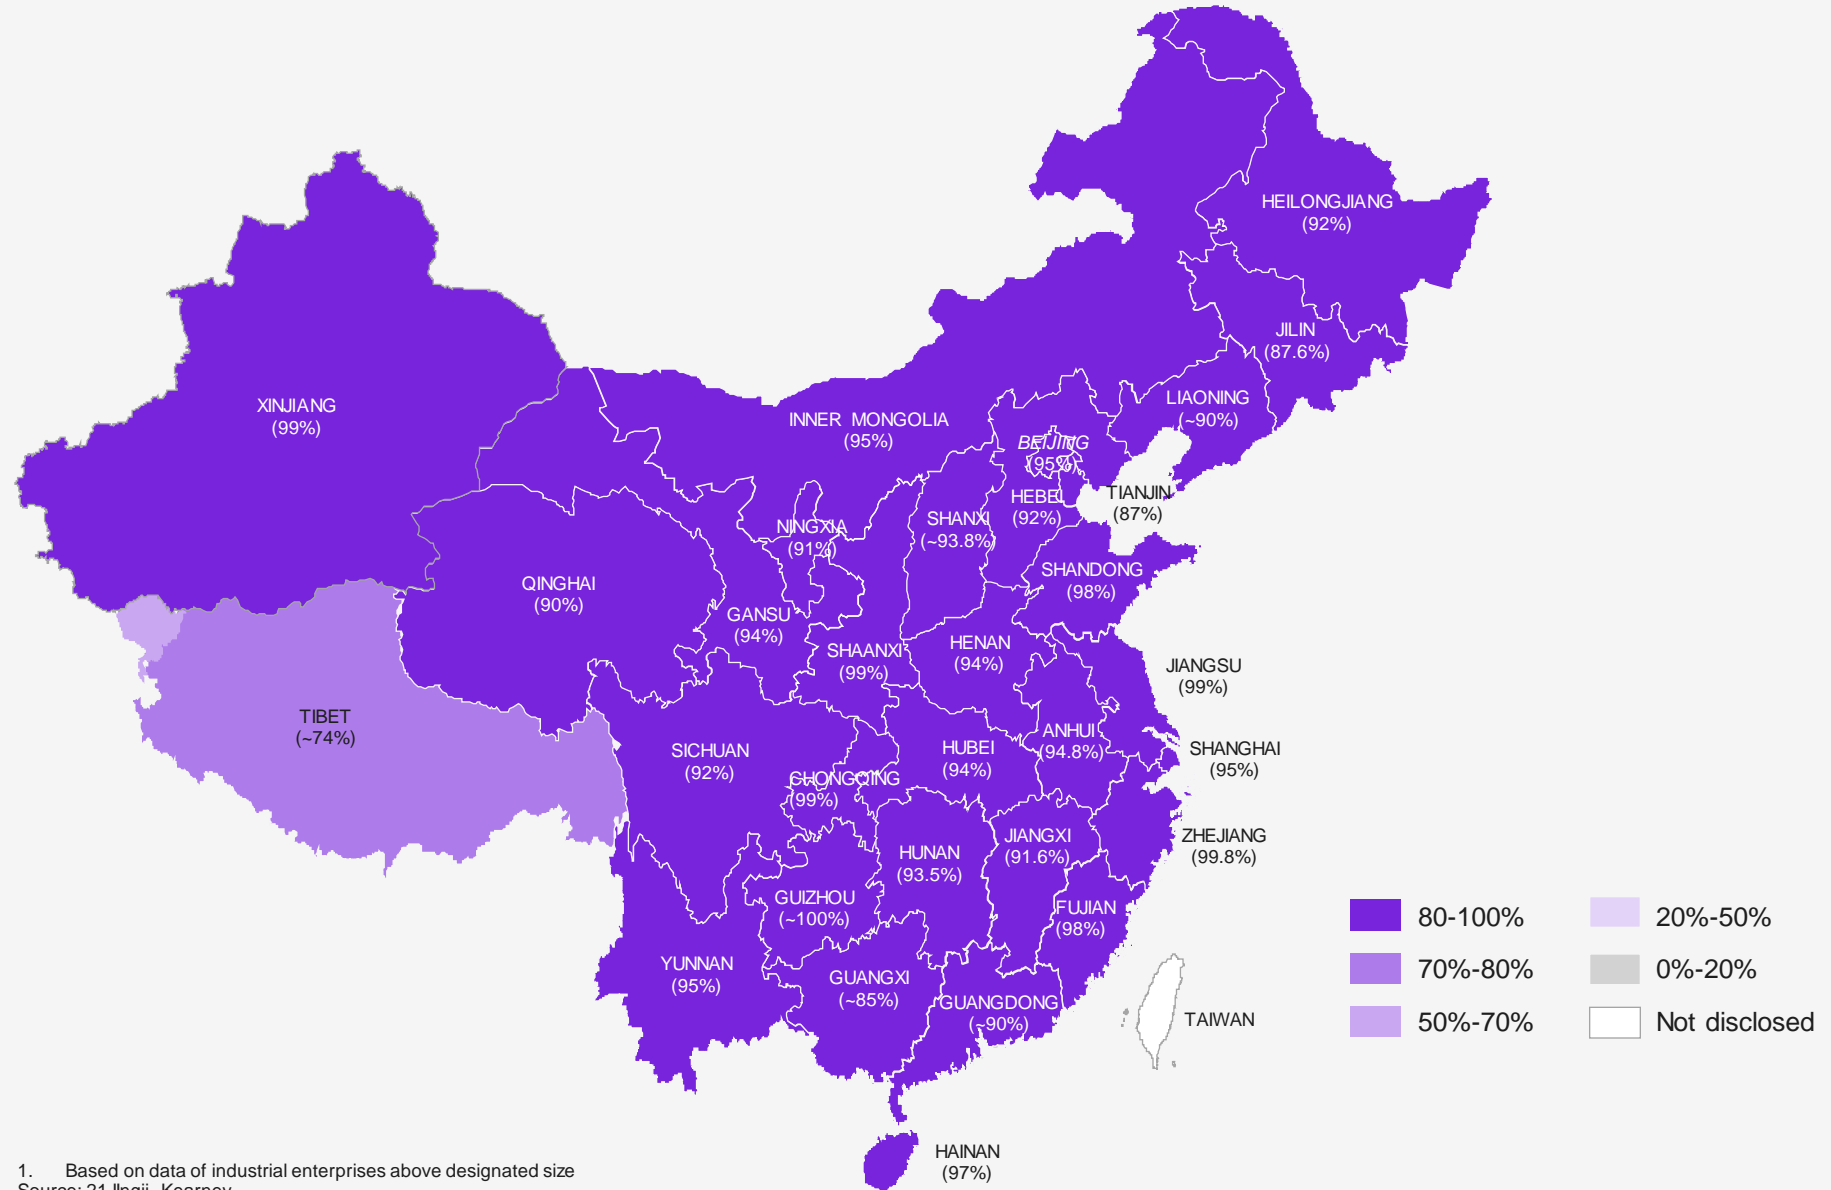 HEILONGJIANG
(92%)
JILIN
(87.6%)
LIAONING
(~90%)
XINJIANG
(99%)
INNER MONGOLIA
(95%)
BEIJING
(95%)
HEBEI
(92%)
TIANJIN
(87%)
NINGXIA
(91%)
SHANXI
(~93.8%)
SHANDONG
(98%)
QINGHAI
(90%)
GANSU
(94%)
SHAANXI
(99%)
HENAN
(94%)
JIANGSU
(99%)
TIBET
(~74%)
SICHUAN
(92%)
HUBEI
(94%)
ANHUI
(94.8%)
SHANGHAI
(95%)
CHONGQING
(99%)
HUNAN
(93.5%)
JIANGXI
(91.6%)
ZHEJIANG
(99.8%)
GUIZHOU
(~100%)
FUJIAN
(98%)
YUNNAN
(95%)
GUANGXI
(~85%)
GUANGDONG
(~90%)
TAIWAN
HAINAN
(97%)
80-100%
70%-80%
50%-70%
20%-50%
0%-20%
Not disclosed
1. Based on data of industrial enterprises above designated size
Source: 21 Kearney